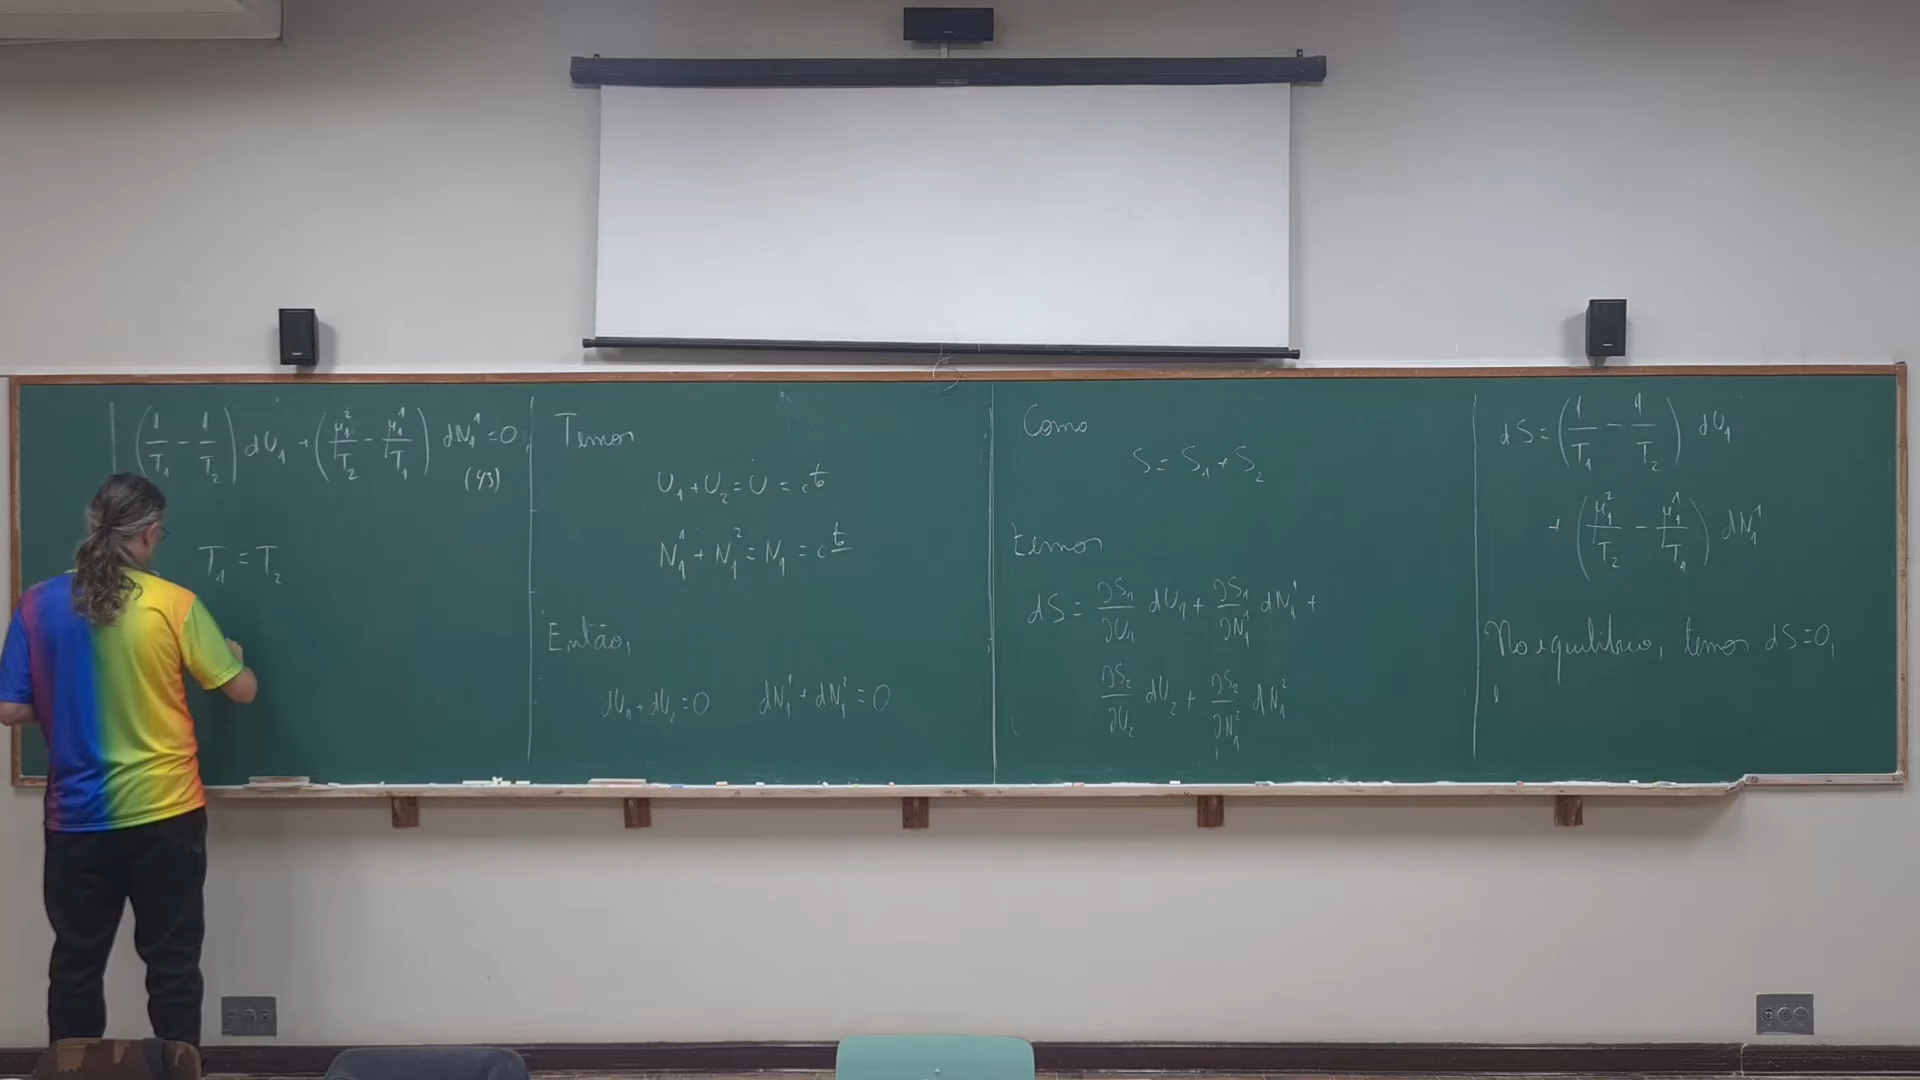 (1/T₁ − 1/T₂) dU₁ + (μ₁²/T₂ − μ₁¹/T₁) dN₁¹ = 0,
(43)
T₁ = T₂
Temos
U₁ + U₂ = U = cᵗᵉ
N₁¹ + N₁² = N₁ = cᵗᵉ
Então,
dU₁ + dU₂ = 0 dN₁¹ + dN₁² = 0
Como
S = S₁ + S₂
temos
dS = ∂S₁/∂U₁ dU₁ + ∂S₁/∂N₁¹ dN₁¹ +
∂S₂/∂U₂ dU₂ + ∂S₂/∂N₁² dN₁²
dS = (1/T₁ − 1/T₂) dU₁
+ (μ₁²/T₂ − μ₁¹/T₁) dN₁¹
No equilíbrio, temos dS = 0,